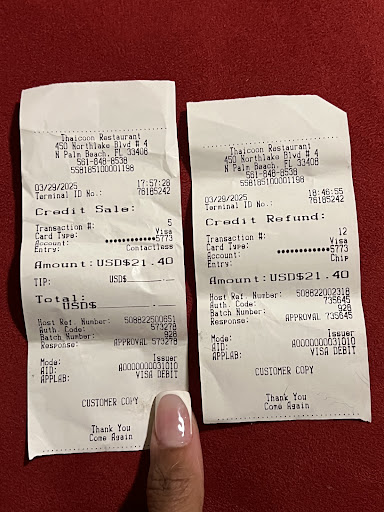 Thaicoon Restaurant
450 Northlake Blvd # 4
N Palm Beach, FL 33408
561-848-8538
558185100001198
03/29/2025 17:57:28
Terminal ID No.: 76185242
Credit Sale:
Transaction #: 5
Card Type: Visa
Account: ●●●●●●●●●●●●5773
Entry: Contactless
Amount: USD$21.40
TIP: USD$
Total:
USD$
Host Ref. Number: 508822500651
Auth. Code: 573278
Batch Number: 928
Response: APPROVAL 573278
Mode: Issuer
AID: A0000000031010
APPLAB: VISA DEBIT
CUSTOMER COPY
Thank You
Come Again
Thaicoon Restaurant
450 Northlake Blvd # 4
N Palm Beach, FL 33408
561-848-8538
558185100001198
03/29/2025 18:46:55
Terminal ID No.: 76185242
Credit Refund:
Transaction #: 12
Card Type: Visa
Account: ●●●●●●●●●●●●5773
Entry: Chip
Amount: USD$21.40
Host Ref. Number: 508822002318
Auth. Code: 735645
Batch Number: 928
Response: APPROVAL 735645
Mode: Issuer
AID: A0000000031010
APPLAB: VISA DEBIT
CUSTOMER COPY
Thank You
Come Again